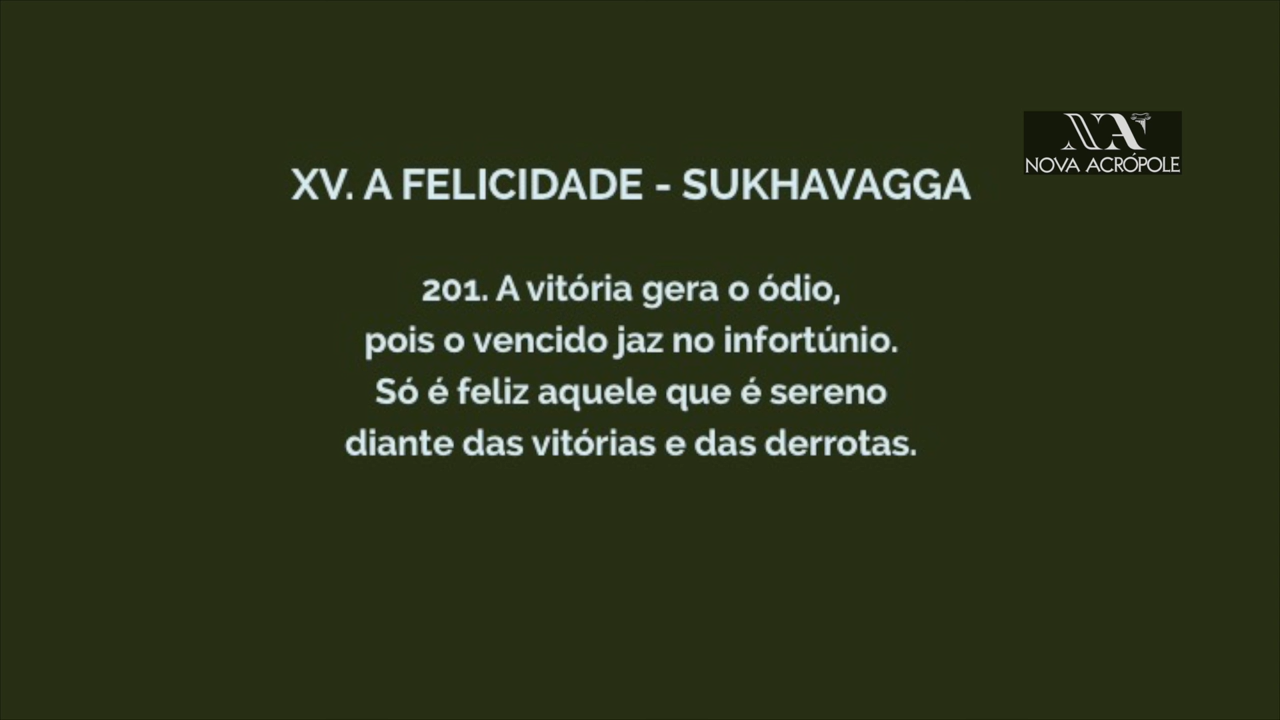 NOVA ACRÓPOLE
XV. A FELICIDADE - SUKHAVAGGA
201. A vitória gera o ódio,
pois o vencido jaz no infortúnio.
Só é feliz aquele que é sereno
diante das vitórias e das derrotas.